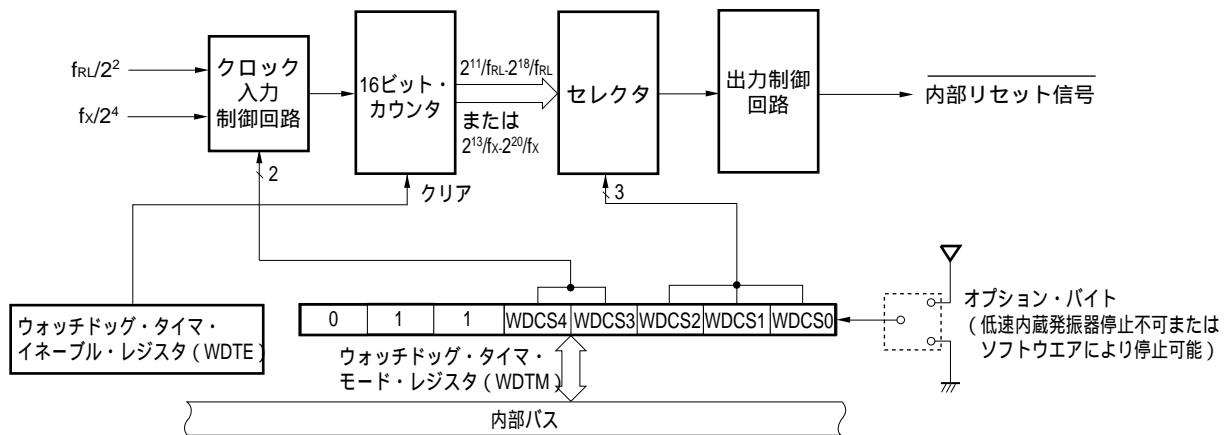 fRL/2²
fX/2⁴
クロック
入力
制御回路
16ビット・
カウンタ
2¹¹/fRL-2¹⁸/fRL
または
2¹³/fX-2²⁰/fX
セレクタ
出力制御
回路
内部リセット信号
2
クリア
3
ウォッチドッグ・タイマ・
イネーブル・レジスタ（WDTE）
0 1 1 WDCS4 WDCS3 WDCS2 WDCS1 WDCS0
ウォッチドッグ・タイマ・
モード・レジスタ（WDTM）
オプション・バイト
（低速内蔵発振器停止不可または
ソフトウエアにより停止可能）
内部バス